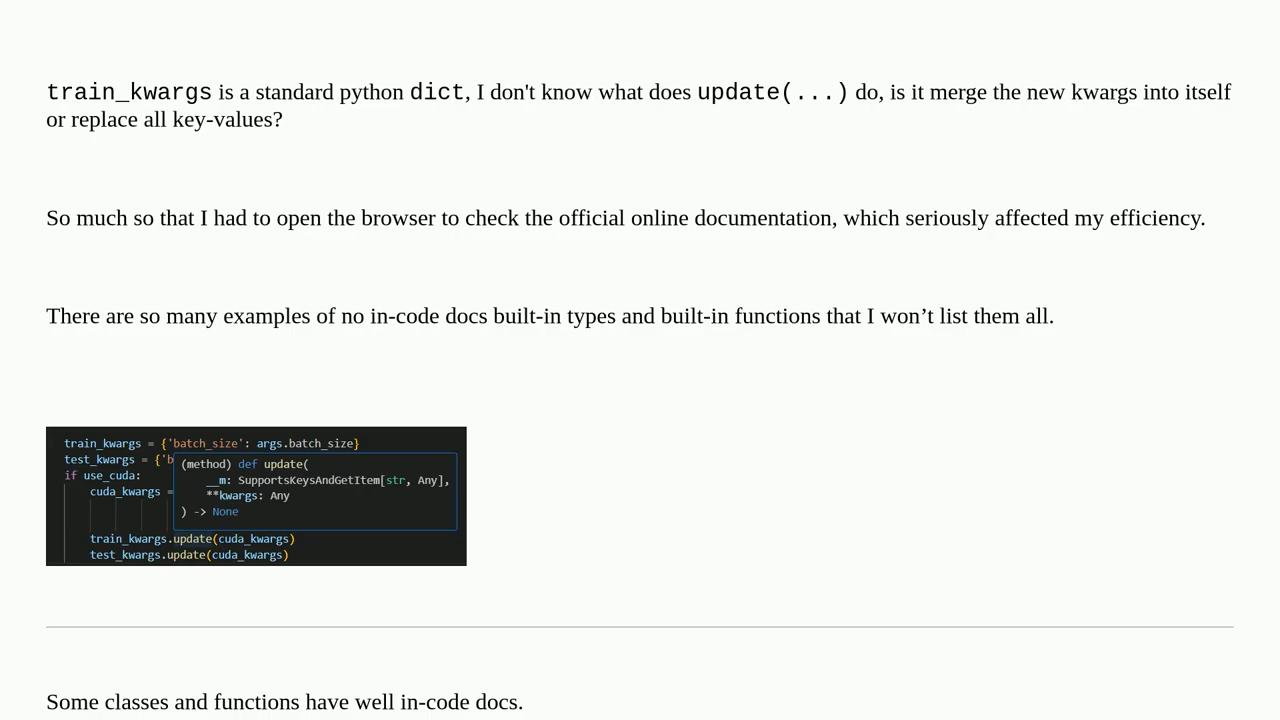 train_kwargs is a standard python dict, I don't know what does update(...) do, is it merge the new kwargs into itself
or replace all key-values?
So much so that I had to open the browser to check the official online documentation, which seriously affected my efficiency.
There are so many examples of no in-code docs built-in types and built-in functions that I won’t list them all.
train_kwargs = {'batch_size': args.batch_size}
test_kwargs = {'b
(method) def update(
if use_cuda:
__m: SupportsKeysAndGetItem[str, Any],
cuda_kwargs =
**kwargs: Any
) -> None
train_kwargs.update(cuda_kwargs)
test_kwargs.update(cuda_kwargs)
Some classes and functions have well in-code docs.